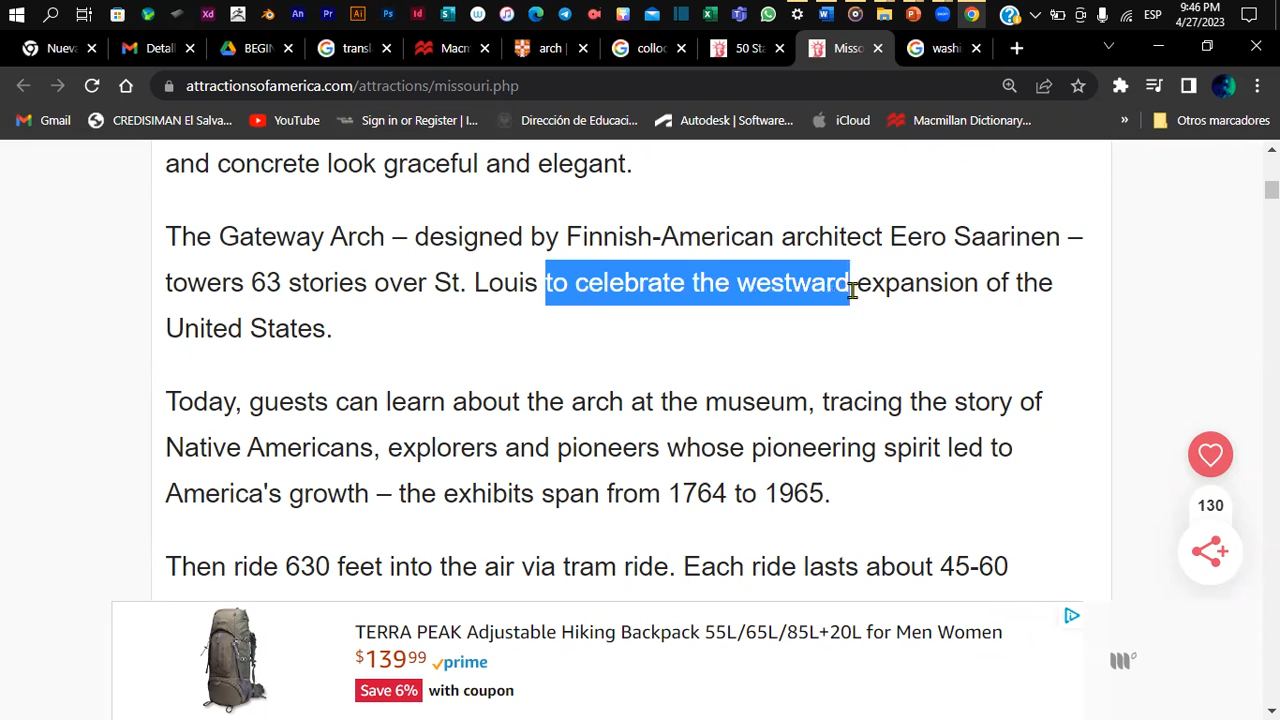 9:46 PM
ESP
4/27/2023
Nueva
Detall
BEGIN
transl
Macm
arch |
colloc
50 Sta
Misso
washi
attractionsofamerica.com/attractions/missouri.php
Gmail
CREDISIMAN El Salva...
YouTube
Sign in or Register | I...
Dirección de Educaci...
Autodesk | Software...
iCloud
Macmillan Dictionary...
»
Otros marcadores
and concrete look graceful and elegant.
The Gateway Arch – designed by Finnish-American architect Eero Saarinen –
towers 63 stories over St. Louis to celebrate the westward expansion of the
United States.
Today, guests can learn about the arch at the museum, tracing the story of
Native Americans, explorers and pioneers whose pioneering spirit led to
America's growth – the exhibits span from 1764 to 1965.
130
Then ride 630 feet into the air via tram ride. Each ride lasts about 45-60
TERRA PEAK Adjustable Hiking Backpack 55L/65L/85L+20L for Men Women
$139.99 prime
Save 6% with coupon